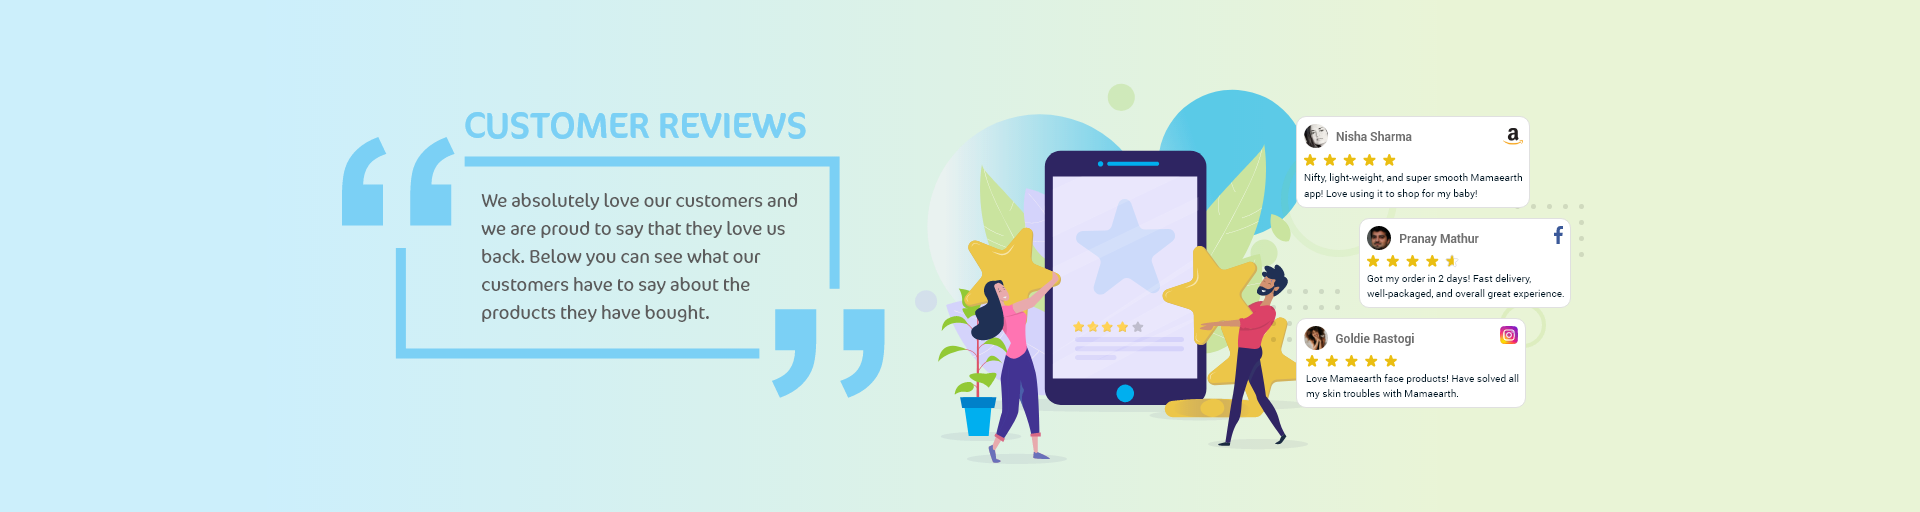 CUSTOMER REVIEWS
We absolutely love our customers and
we are proud to say that they love us
back. Below you can see what our
customers have to say about the
products they have bought.
Nisha Sharma
a
Nifty, light-weight, and super smooth Mamaearth
app! Love using it to shop for my baby!
Pranay Mathur
f
Got my order in 2 days! Fast delivery,
well-packaged, and overall great experience.
Goldie Rastogi
Love Mamaearth face products! Have solved all
my skin troubles with Mamaearth.